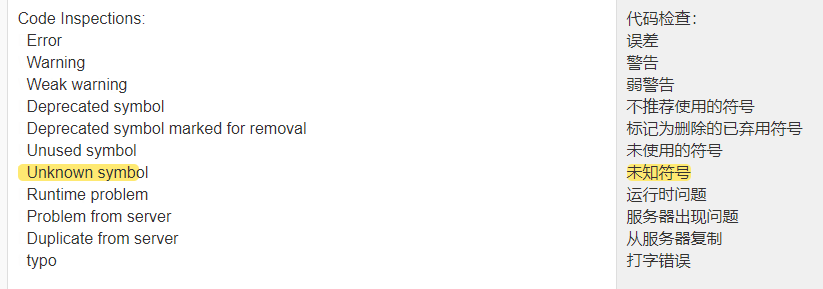 Code Inspections:
Error
Warning
Weak warning
Deprecated symbol
Deprecated symbol marked for removal
Unused symbol
Unknown symbol
Runtime problem
Problem from server
Duplicate from server
typo
代码检查：
误差
警告
弱警告
不推荐使用的符号
标记为删除的已弃用符号
未使用的符号
未知符号
运行时问题
服务器出现问题
从服务器复制
打字错误